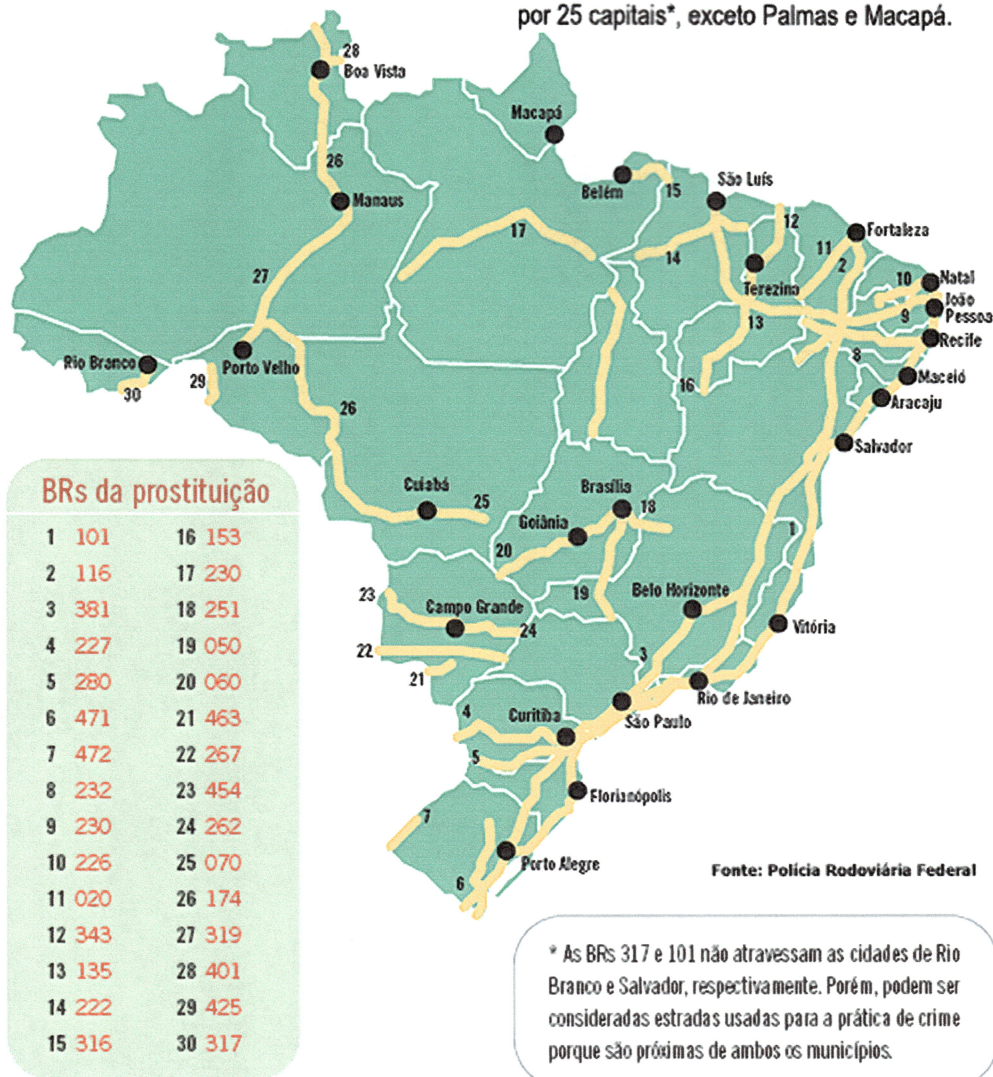 por 25 capitais*, exceto Palmas e Macapá.
28
Boa Vista
Macapá
26
Belém
15
São Luís
Manaus
12
17
11
Fortaleza
2
14
27
Terezina
10
Natal
João
Pessoa
9
13
Recife
8
Rio Branco
Porto Velho
29
16
Maceió
30
Aracaju
26
Salvador
Cuiabá
25
Brasília
18
Goiânia
1
20
23
19
Belo Horizonte
Campo Grande
24
Vitória
22
3
21
Rio de Janeiro
São Paulo
4
Curitiba
5
Florianópolis
7
Porto Alegre
6
BRs da prostituição
1 101 16 153
2 116 17 230
3 381 18 251
4 227 19 050
5 280 20 060
6 471 21 463
7 472 22 267
8 232 23 454
9 230 24 262
10 226 25 070
11 020 26 174
12 343 27 319
13 135 28 401
14 222 29 425
15 316 30 317
Fonte: Polícia Rodoviária Federal
* As BRs 317 e 101 não atravessam as cidades de Rio
Branco e Salvador, respectivamente. Porém, podem ser
consideradas estradas usadas para a prática de crime
porque são próximas de ambos os municípios.